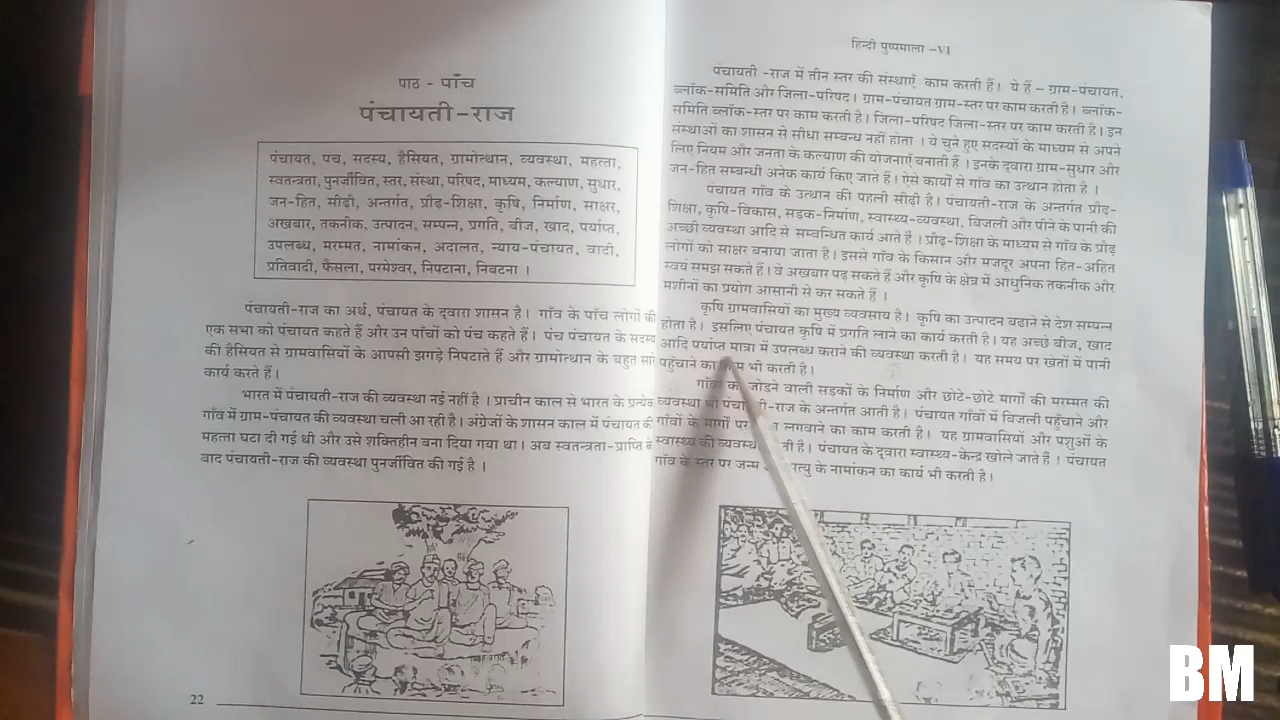 पाठ - पाँच
पंचायती-राज
पंचायत, पंच, सदस्य, हैसियत, ग्रामोत्थान, व्यवस्था, महत्ता,
स्वतन्त्रता, पुनर्जीवित, स्तर, संस्था, परिषद, माध्यम, कल्याण, सुधार,
जन-हित, सीढ़ी, अन्तर्गत, प्रौढ़-शिक्षा, कृषि, निर्माण, साक्षर,
अखबार, तकनीक, उत्पादन, सम्पन्न, प्रगति, बीज, खाद, पर्याप्त,
उपलब्ध, मरम्मत, नामांकन, अदालत, न्याय-पंचायत, वादी,
प्रतिवादी, फैसला, परमेश्वर, निपटाना, निबटना ।
पंचायती-राज का अर्थ, पंचायत के द्वारा शासन है। गाँव के पाँच लोगों की
एक सभा को पंचायत कहते हैं और उन पाँचों को पंच कहते हैं। पंच पंचायत के सदस्य
की हैसियत से ग्रामवासियों के आपसी झगड़े निपटाते हैं और ग्रामोत्थान के बहुत सारे
कार्य करते हैं।
भारत में पंचायती-राज की व्यवस्था नई नहीं है । प्राचीन काल से भारत के प्रत्येक
गाँव में ग्राम-पंचायत की व्यवस्था चली आ रही है। अंग्रेजों के शासन काल में पंचायत की
महत्ता घटा दी गई थी और उसे शक्तिहीन बना दिया गया था। अब स्वतन्त्रता-प्राप्ति के
बाद पंचायती-राज की व्यवस्था पुनर्जीवित की गई है ।
22
हिन्दी पुष्पमाला –VI
पंचायती -राज में तीन स्तर की संस्थाएँ काम करती हैं। ये हैं – ग्राम-पंचायत,
ब्लॉक-समिति और जिला-परिषद। ग्राम-पंचायत ग्राम-स्तर पर काम करती है। ब्लॉक-
समिति ब्लॉक-स्तर पर काम करती है। जिला-परिषद जिला-स्तर पर काम करती है। इन
संस्थाओं का शासन से सीधा सम्बन्ध नहीं होता । ये चुने हुए सदस्यों के माध्यम से अपने
लिए नियम और जनता के कल्याण की योजनाएँ बनाती हैं । इनके द्वारा ग्राम-सुधार और
जन-हित सम्बन्धी अनेक कार्य किए जाते हैं। ऐसे कार्यों से गाँव का उत्थान होता है ।
पंचायत गाँव के उत्थान की पहली सीढ़ी है। पंचायती-राज के अन्तर्गत प्रौढ़-
शिक्षा, कृषि-विकास, सड़क-निर्माण, स्वास्थ्य-व्यवस्था, बिजली और पीने के पानी की
अच्छी व्यवस्था आदि से सम्बन्धित कार्य आते हैं । प्रौढ़-शिक्षा के माध्यम से गाँव के प्रौढ़
लोगों को साक्षर बनाया जाता है। इससे गाँव के किसान और मजदूर अपना हित-अहित
स्वयं समझ सकते हैं। वे अखबार पढ़ सकते हैं और कृषि के क्षेत्र में आधुनिक तकनीक और
मशीनों का प्रयोग आसानी से कर सकते हैं ।
कृषि ग्रामवासियों का मुख्य व्यवसाय है। कृषि का उत्पादन बढ़ाने से देश सम्पन्न
होता है। इसलिए पंचायत कृषि में प्रगति लाने का कार्य करती है। यह अच्छे बीज, खाद
आदि पर्याप्त मात्रा में उपलब्ध कराने की व्यवस्था करती है। यह समय पर खेतों में पानी
पहुँचाने का भी करती है।
को जोड़ने वाली सड़कों के निर्माण और छोटे-छोटे मार्गों की मरम्मत की
व्यवस्था भी -राज के अन्तर्गत आती है। पंचायत गाँवों में बिजली पहुँचाने और
गाँवों के मार्गों पर लगवाने का काम करती है। यह ग्रामवासियों और पशुओं के
स्वास्थ्य की व्यवस्था है। पंचायत के द्वारा स्वास्थ्य-केन्द्र खोले जाते हैं । पंचायत
गाँव के स्तर पर जन्म के नामांकन का कार्य भी करती है।
BM